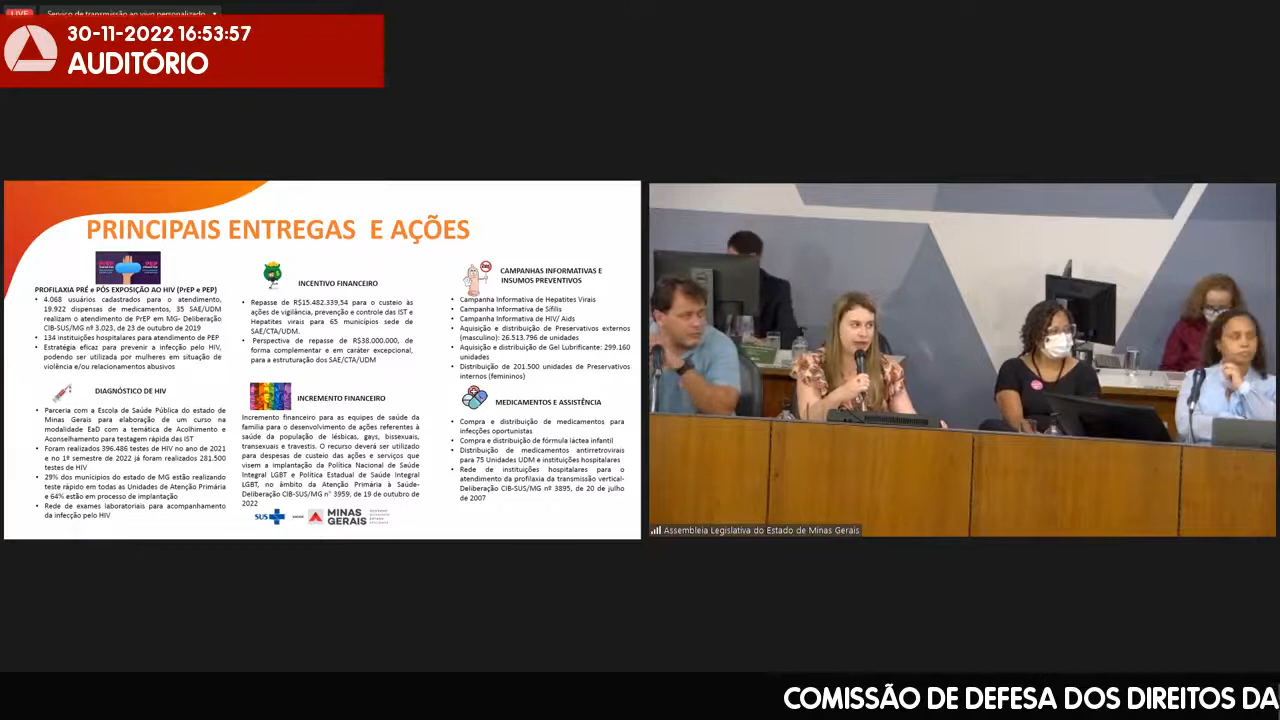 LIVE
Serviço de transmissão ao vivo personalizado
30-11-2022 16:53:57
AUDITÓRIO
PRINCIPAIS ENTREGAS E AÇÕES
PROFILAXIA PRÉ e PÓS EXPOSIÇÃO AO HIV (PrEP e PEP)
• 4.068 usuários cadastrados para o atendimento,
19.922 dispensas de medicamentos, 35 SAE/UDM
realizam o atendimento de PrEP em MG- Deliberação
CIB-SUS/MG nº 3.023, de 23 de outubro de 2019
• 134 instituições hospitalares para atendimento de PEP
• Estratégia eficaz para prevenir a infecção pelo HIV,
podendo ser utilizada por mulheres em situação de
violência e/ou relacionamentos abusivos
DIAGNÓSTICO DE HIV
• Parceria com a Escola de Saúde Pública do estado de
Minas Gerais para elaboração de um curso na
modalidade EaD com a temática de Acolhimento e
Aconselhamento para testagem rápida das IST
• Foram realizados 396.486 testes de HIV no ano de 2021
e no 1º semestre de 2022 já foram realizados 281.500
testes de HIV
• 29% dos municípios do estado de MG estão realizando
teste rápido em todas as Unidades de Atenção Primária
e 64% estão em processo de implantação
• Rede de exames laboratoriais para acompanhamento
da infecção pelo HIV
INCENTIVO FINANCEIRO
• Repasse de R$15.482.339,54 para o custeio às
ações de vigilância, prevenção e controle das IST e
Hepatites virais para 65 municípios sede de
SAE/CTA/UDM.
• Perspectiva de repasse de R$38.000.000, de
forma complementar e em caráter excepcional,
para a estruturação dos SAE/CTA/UDM
INCREMENTO FINANCEIRO
Incremento financeiro para as equipes de saúde da
família para o desenvolvimento de ações referentes à
saúde da população de lésbicas, gays, bissexuais,
transexuais e travestis. O recurso deverá ser utilizado
para despesas de custeio das ações e serviços que
visem a implantação da Política Nacional de Saúde
Integral LGBT e Política Estadual de Saúde Integral
LGBT, no âmbito da Atenção Primária à Saúde-
Deliberação CIB-SUS/MG n° 3959, de 19 de outubro de
2022
SUS
MINAS
GERAIS
CAMPANHAS INFORMATIVAS E
INSUMOS PREVENTIVOS
• Campanha Informativa de Hepatites Virais
• Campanha Informativa de Sífilis
• Campanha Informativa de HIV/ Aids
• Aquisição e distribuição de Preservativos externos
(masculino): 26.513.796 de unidades
• Aquisição e distribuição de Gel Lubrificante: 299.160
unidades
• Distribuição de 201.500 unidades de Preservativos
internos (femininos)
MEDICAMENTOS E ASSISTÊNCIA
• Compra e distribuição de medicamentos para
infecções oportunistas
• Compra e distribuição de fórmula láctea infantil
• Distribuição de medicamentos antirretrovirais
para 75 Unidades UDM e instituições hospitalares
• Rede de instituições hospitalares para o
atendimento da profilaxia da transmissão vertical-
Deliberação CIB-SUS/MG nº 3895, de 20 de julho
de 2007
Assembleia Legislativa do Estado de Minas Gerais
COMISSÃO DE DEFESA DOS DIREITOS DA